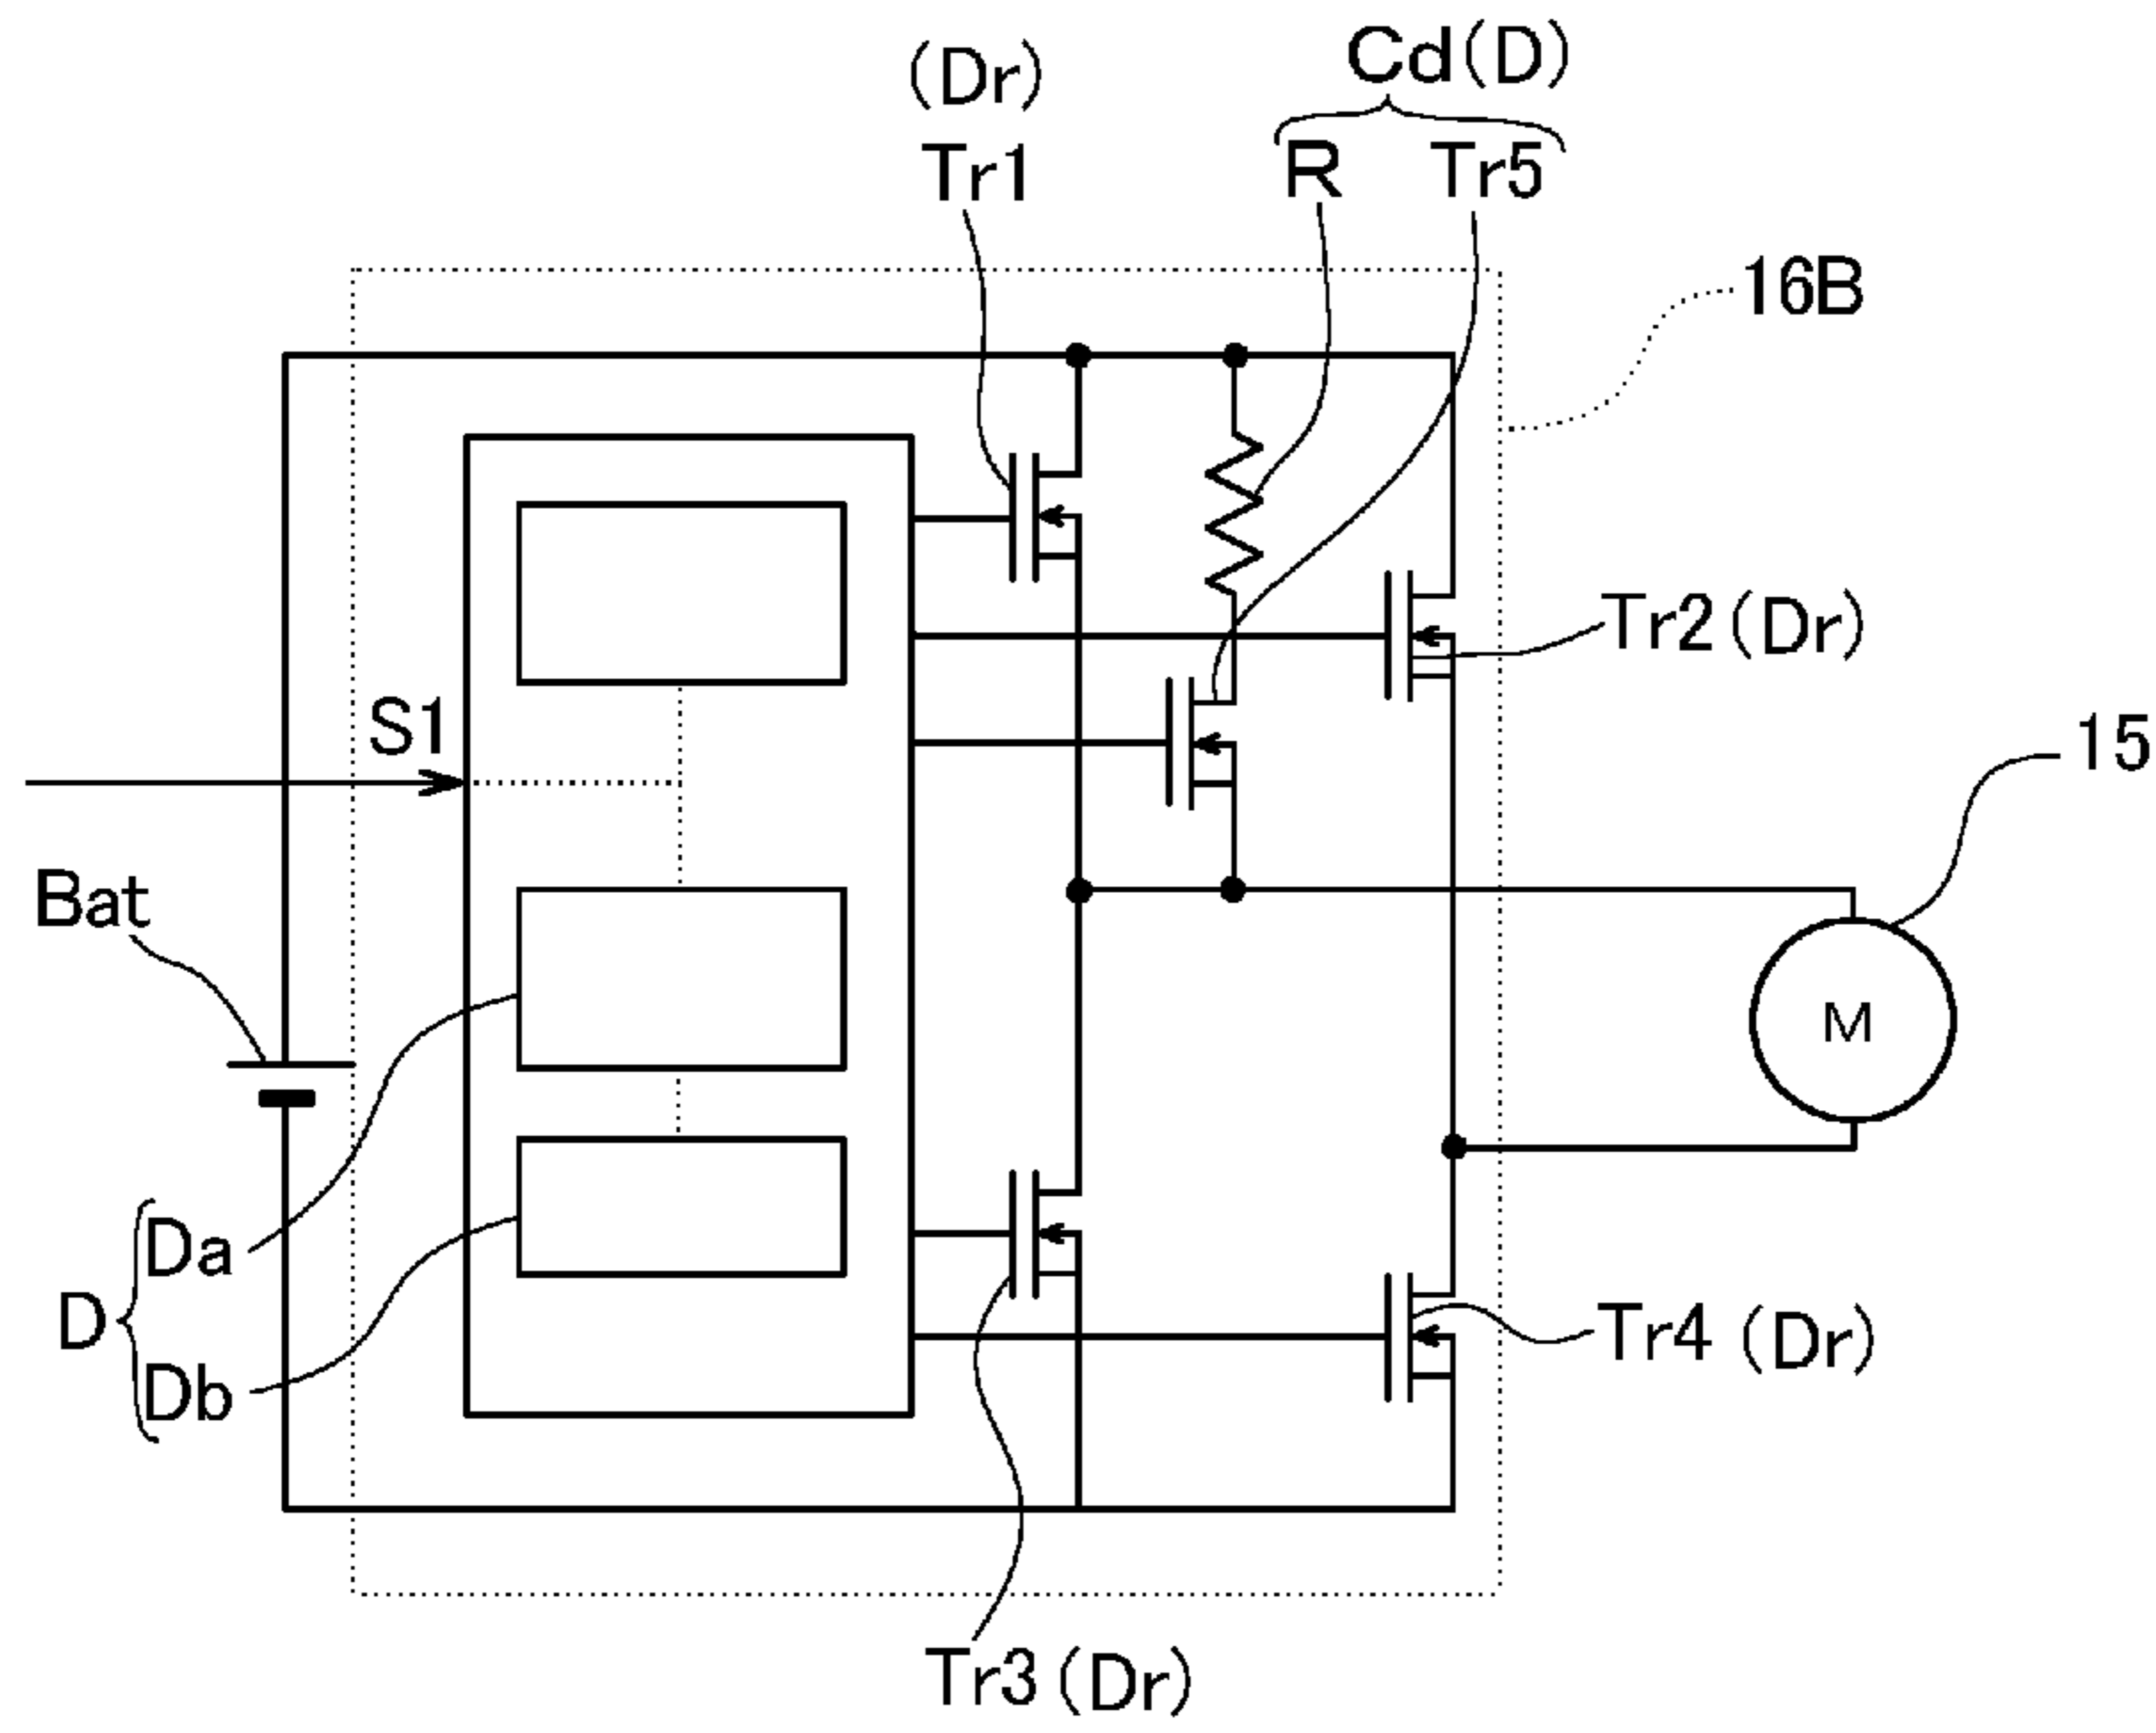 Cd(D)
(Dr)
Tr1
R Tr5
16B
Tr2(Dr)
S1
15
Bat
M
Da
D
Db
Tr4 (Dr)
Tr3(Dr)